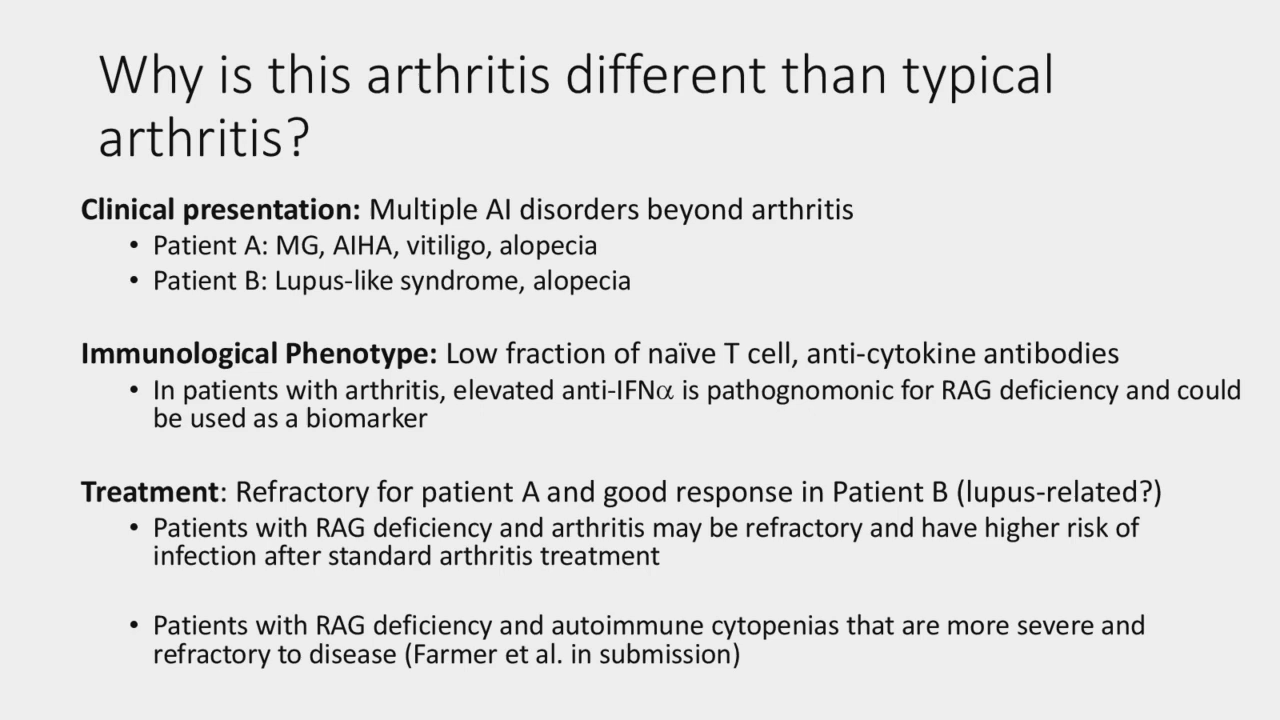 Why is this arthritis different than typical
arthritis?
Clinical presentation: Multiple AI disorders beyond arthritis
• Patient A: MG, AIHA, vitiligo, alopecia
• Patient B: Lupus-like syndrome, alopecia
Immunological Phenotype: Low fraction of naïve T cell, anti-cytokine antibodies
• In patients with arthritis, elevated anti-IFNα is pathognomonic for RAG deficiency and could
be used as a biomarker
Treatment: Refractory for patient A and good response in Patient B (lupus-related?)
• Patients with RAG deficiency and arthritis may be refractory and have higher risk of
infection after standard arthritis treatment
• Patients with RAG deficiency and autoimmune cytopenias that are more severe and
refractory to disease (Farmer et al. in submission)